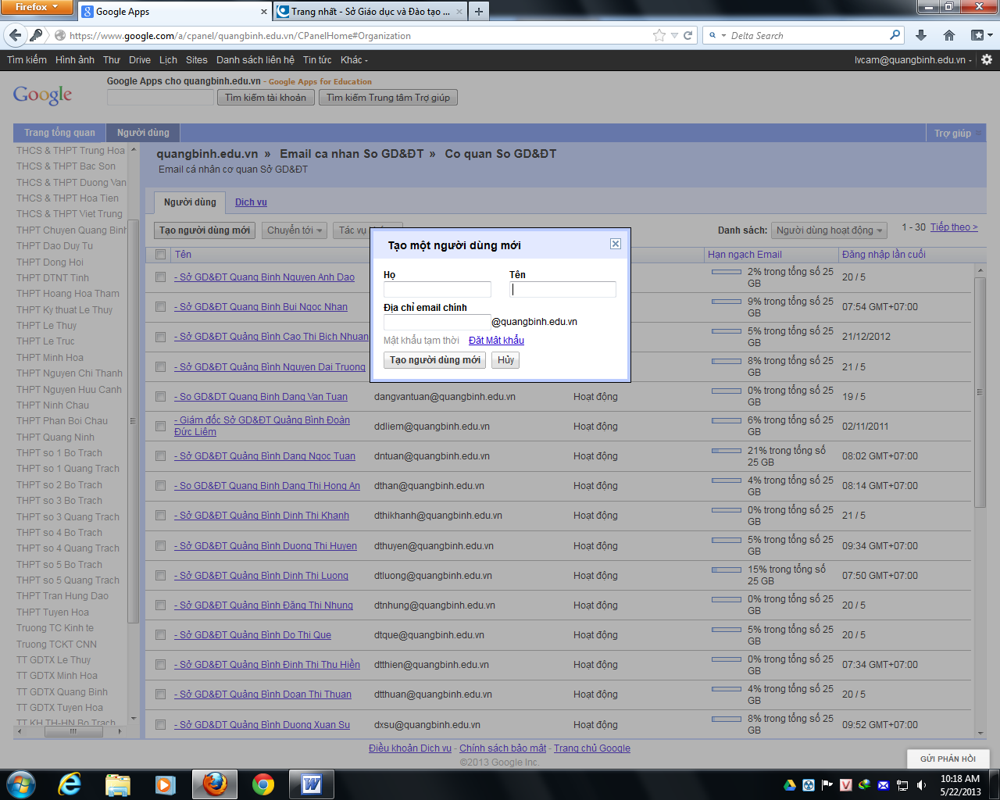 Firefox
Google Apps
Trang nhất - Sở Giáo dục và Đào tạo ...
https://www.google.com/a/cpanel/quangbinh.edu.vn/CPanelHome#Organization
Delta Search
Tìm kiếm Hình ảnh Thư Drive Lịch Sites Danh sách liên hệ Tin tức Khác
lvcam@quangbinh.edu.vn
Google
Google Apps cho quangbinh.edu.vn - Google Apps for Education
Tìm kiếm tài khoản Tìm kiếm Trung tâm Trợ giúp
Trang tổng quan Người dùng Trợ giúp
THCS & THPT Trung Hoa
THCS & THPT Bac Son
THCS & THPT Duong Van
THCS & THPT Hoa Tien
THCS & THPT Viet Trung
THPT Chuyen Quang Binh
THPT Dao Duy Tu
THPT Dong Hoi
THPT DTNT Tinh
THPT Hoang Hoa Tham
THPT Ky thuat Le Thuy
THPT Le Thuy
THPT Le Truc
THPT Minh Hoa
THPT Nguyen Chi Thanh
THPT Nguyen Huu Canh
THPT Ninh Chau
THPT Phan Boi Chau
THPT Quang Ninh
THPT so 1 Bo Trach
THPT so 1 Quang Trach
THPT so 2 Bo Trach
THPT so 3 Bo Trach
THPT so 3 Quang Trach
THPT so 4 Bo Trach
THPT so 4 Quang Trach
THPT so 5 Bo Trach
THPT so 5 Quang Trach
THPT Tran Hung Dao
THPT Tuyen Hoa
Truong TC Kinh te
Truong TCKT CNN
TT GDTX Le Thuy
TT GDTX Minh Hoa
TT GDTX Quang Binh
TT GDTX Tuyen Hoa
TT KH TH-HN Bo Trach
quangbinh.edu.vn » Email ca nhan So GD&ĐT » Co quan So GD&ĐT
Email cá nhân cơ quan Sở GD&ĐT
Người dùng Dịch vụ
Tạo người dùng mới Chuyển tới Tác vụ
Danh sách: Người dùng hoạt động 1 - 30 Tiếp theo >
Tên Hạn ngạch Email Đăng nhập lần cuối
- Sở GD&ĐT Quang Binh Nguyen Anh Dao 2% trong tổng số 25 GB 20 / 5
- Sở GD&ĐT Quang Binh Bui Ngoc Nhan 9% trong tổng số 25 GB 07:54 GMT+07:00
- Sở GD&ĐT Quang Bình Cao Thi Bich Nhuan 5% trong tổng số 25 GB 21/12/2012
- Sở GD&ĐT Quang Binh Nguyen Dai Truong 8% trong tổng số 25 GB 21 / 5
- So GD&DT Quang Binh Dang Van Tuan dangvantuan@quangbinh.edu.vn Hoạt động 0% trong tổng số 25 GB 19 / 5
- Giám đốc Sở GD&ĐT Quảng Bình Đoàn Đức Liêm ddliem@quangbinh.edu.vn Hoạt động 6% trong tổng số 25 GB 02/11/2011
- Sở GD&ĐT Quảng Bình Dang Ngoc Tuan dntuan@quangbinh.edu.vn Hoạt động 21% trong tổng số 25 GB 08:02 GMT+07:00
- So GD&ĐT Quang Binh Dang Thi Hong An dthan@quangbinh.edu.vn Hoạt động 4% trong tổng số 25 GB 08:14 GMT+07:00
- Sở GD&ĐT Quảng Bình Dinh Thi Khanh dthikhanh@quangbinh.edu.vn Hoạt động 0% trong tổng số 25 GB 21 / 5
- Sở GD&ĐT Quảng Bình Duong Thi Huyen dthuyen@quangbinh.edu.vn Hoạt động 5% trong tổng số 25 GB 09:34 GMT+07:00
- Sở GD&ĐT Quảng Bình Dinh Thi Luong dtluong@quangbinh.edu.vn Hoạt động 15% trong tổng số 25 GB 07:50 GMT+07:00
- Sở GD&ĐT Quảng Bình Đăng Thi Nhung dtnhung@quangbinh.edu.vn Hoạt động 0% trong tổng số 25 GB 20 / 5
- Sở GD&ĐT Quảng Bình Do Thi Que dtque@quangbinh.edu.vn Hoạt động 5% trong tổng số 25 GB 20 / 5
- Sở GD&ĐT Quảng Bình Đinh Thi Thu Hiền dtthien@quangbinh.edu.vn Hoạt động 0% trong tổng số 25 GB 07:34 GMT+07:00
- Sở GD&ĐT Quảng Bình Doan Thi Thuan dtthuan@quangbinh.edu.vn Hoạt động 4% trong tổng số 25 GB 20 / 5
- Sở GD&ĐT Quảng Bình Duong Xuan Su dxsu@quangbinh.edu.vn Hoạt động 8% trong tổng số 25 GB 09:52 GMT+07:00
Tạo một người dùng mới
Họ Tên
Địa chỉ email chính
@quangbinh.edu.vn
Mật khẩu tạm thời Đặt Mật khẩu
Tạo người dùng mới Hủy
Điều khoản Dịch vụ - Chính sách bảo mật - Trang chủ Google
©2013 Google Inc.
GỬI PHẢN HỒI
10:18 AM
5/22/2013